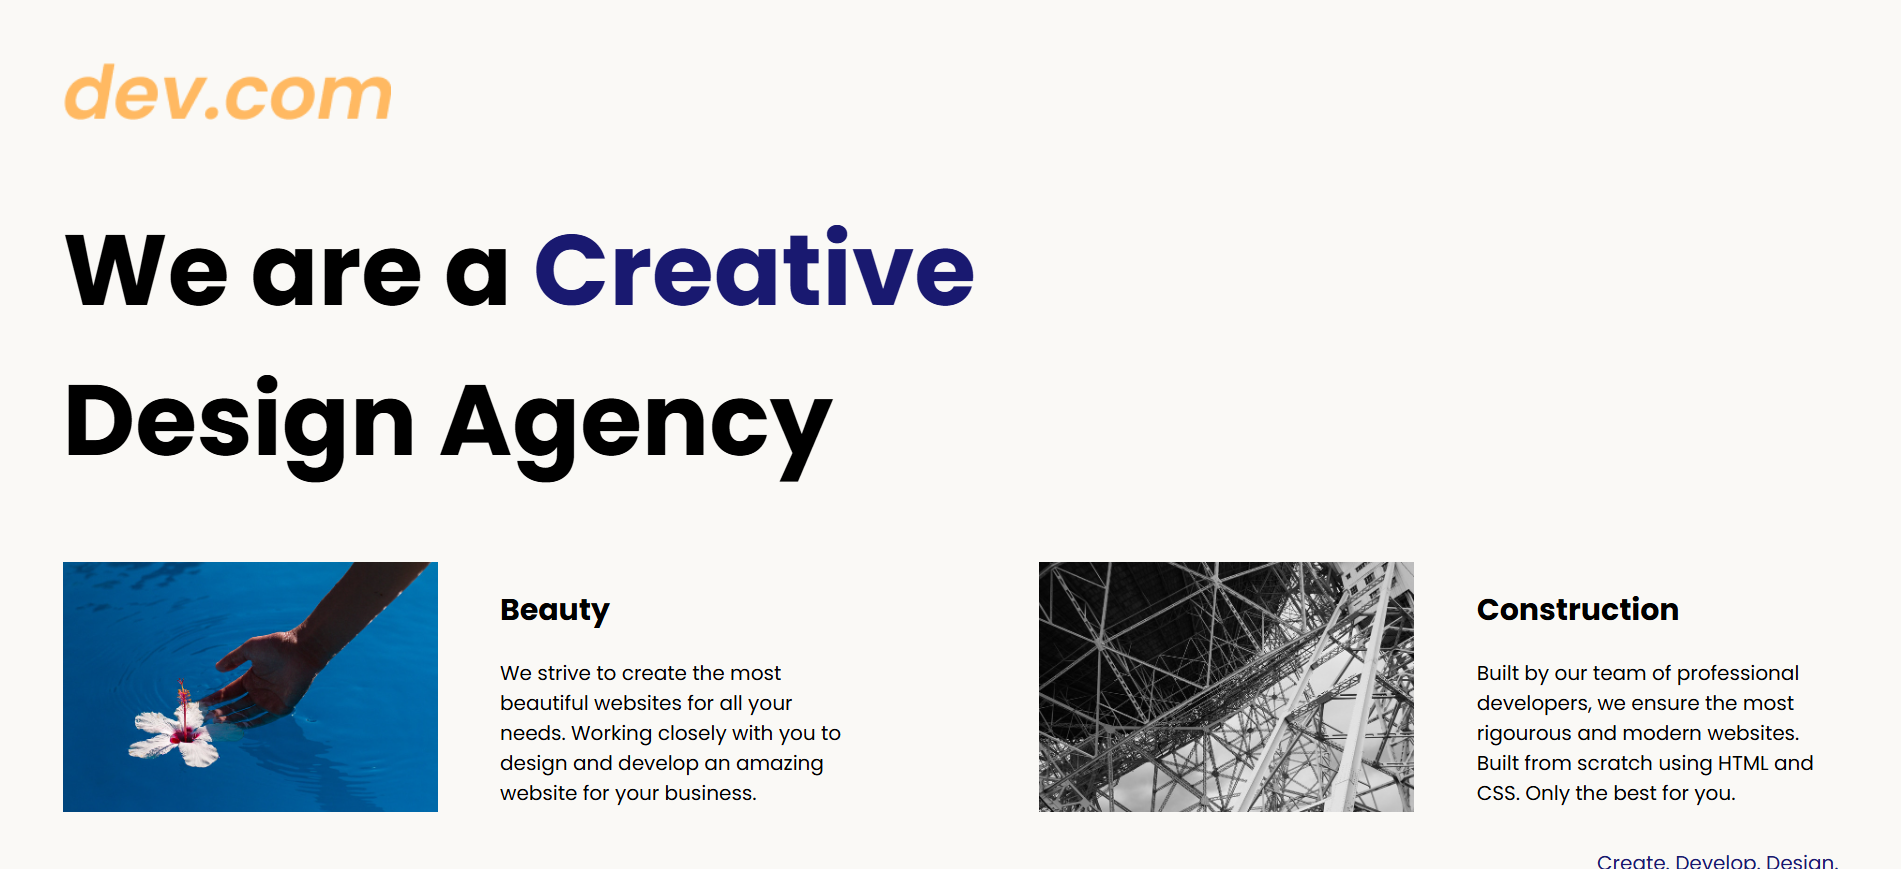 dev.com
We are a Creative
Design Agency
Beauty
We strive to create the most
beautiful websites for all your
needs. Working closely with you to
design and develop an amazing
website for your business.
Construction
Built by our team of professional
developers, we ensure the most
rigourous and modern websites.
Built from scratch using HTML and
CSS. Only the best for you.
Create. Develop. Design.